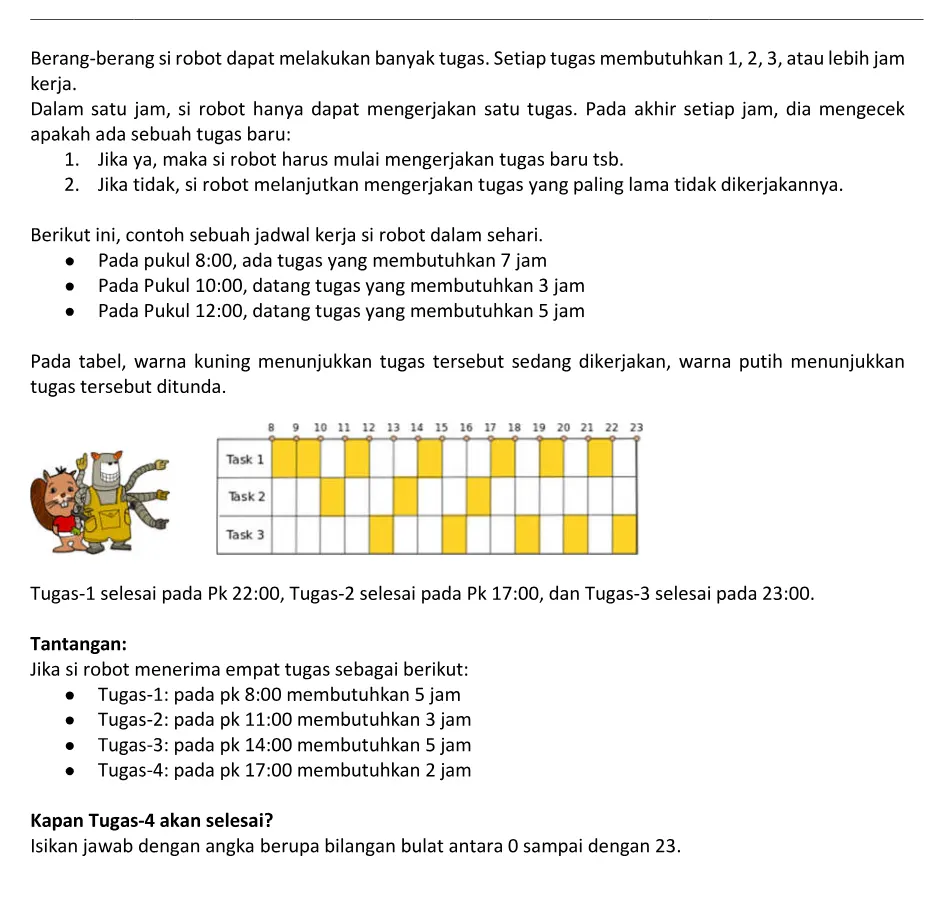 Berang-berang si robot dapat melakukan banyak tugas. Setiap tugas membutuhkan 1, 2, 3, atau lebih jam
kerja.
Dalam satu jam, si robot hanya dapat mengerjakan satu tugas. Pada akhir setiap jam, dia mengecek
apakah ada sebuah tugas baru:
1. Jika ya, maka si robot harus mulai mengerjakan tugas baru tsb.
2. Jika tidak, si robot melanjutkan mengerjakan tugas yang paling lama tidak dikerjakannya.
Berikut ini, contoh sebuah jadwal kerja si robot dalam sehari.
● Pada pukul 8:00, ada tugas yang membutuhkan 7 jam
● Pada Pukul 10:00, datang tugas yang membutuhkan 3 jam
● Pada Pukul 12:00, datang tugas yang membutuhkan 5 jam
Pada tabel, warna kuning menunjukkan tugas tersebut sedang dikerjakan, warna putih menunjukkan
tugas tersebut ditunda.
8 9 10 11 12 13 14 15 16 17 18 19 20 21 22 23
Task 1
Task 2
Task 3
Tugas-1 selesai pada Pk 22:00, Tugas-2 selesai pada Pk 17:00, dan Tugas-3 selesai pada 23:00.
Tantangan:
Jika si robot menerima empat tugas sebagai berikut:
● Tugas-1: pada pk 8:00 membutuhkan 5 jam
● Tugas-2: pada pk 11:00 membutuhkan 3 jam
● Tugas-3: pada pk 14:00 membutuhkan 5 jam
● Tugas-4: pada pk 17:00 membutuhkan 2 jam
Kapan Tugas-4 akan selesai?
Isikan jawab dengan angka berupa bilangan bulat antara 0 sampai dengan 23.